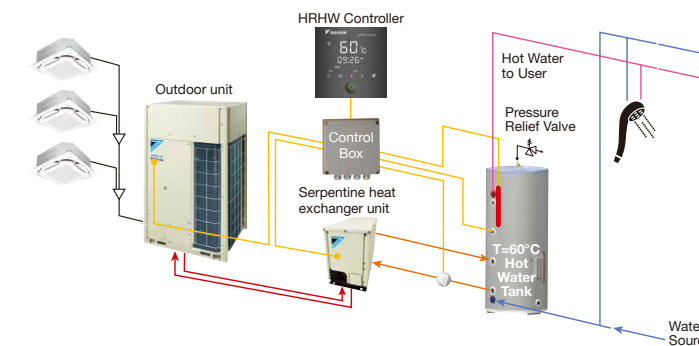 HRHW Controller
DAIKIN
60°C
09:26
Hot Water
to User
Outdoor unit
Pressure
Relief Valve
Control
Box
Serpentine heat
exchanger unit
T=60°C
Hot
Water
Tank
Wate
Sourc